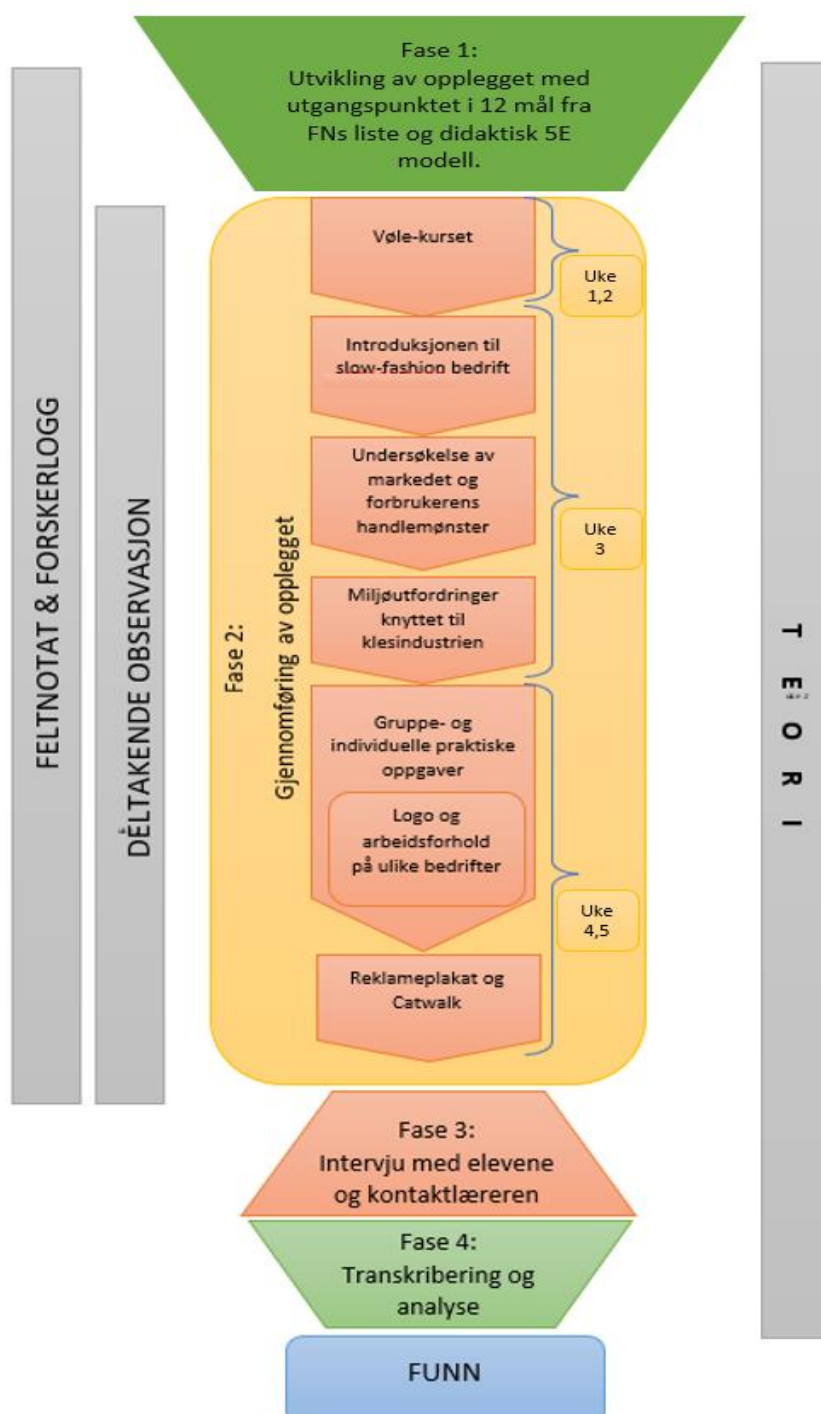 Fase 1:
Utvikling av opplegget med
utgangspunktet i 12 mål fra
FNs liste og didaktisk 5E
modell.
FELTNOTAT & FORSKERLOGG
DELTAKENDE OBSERVASJON
Fase 2:
Gjennomføring av opplegget
Vøle-kurset
Uke
1,2
Introduksjonen til
slow-fashion bedrift
Undersøkelse av
markedet og
forbrukerens
handlemønster
Uke
3
Miljøutfordringer
knyttet til
klesindustrien
Gruppe- og
individuelle praktiske
oppgaver
Logo og
arbeidsforhold
på ulike bedrifter
Uke
4,5
Reklameplakat og
Catwalk
T E O R I
Fase 3:
Intervju med elevene
og kontaktlæreren
Fase 4:
Transkribering og
analyse
FUNN